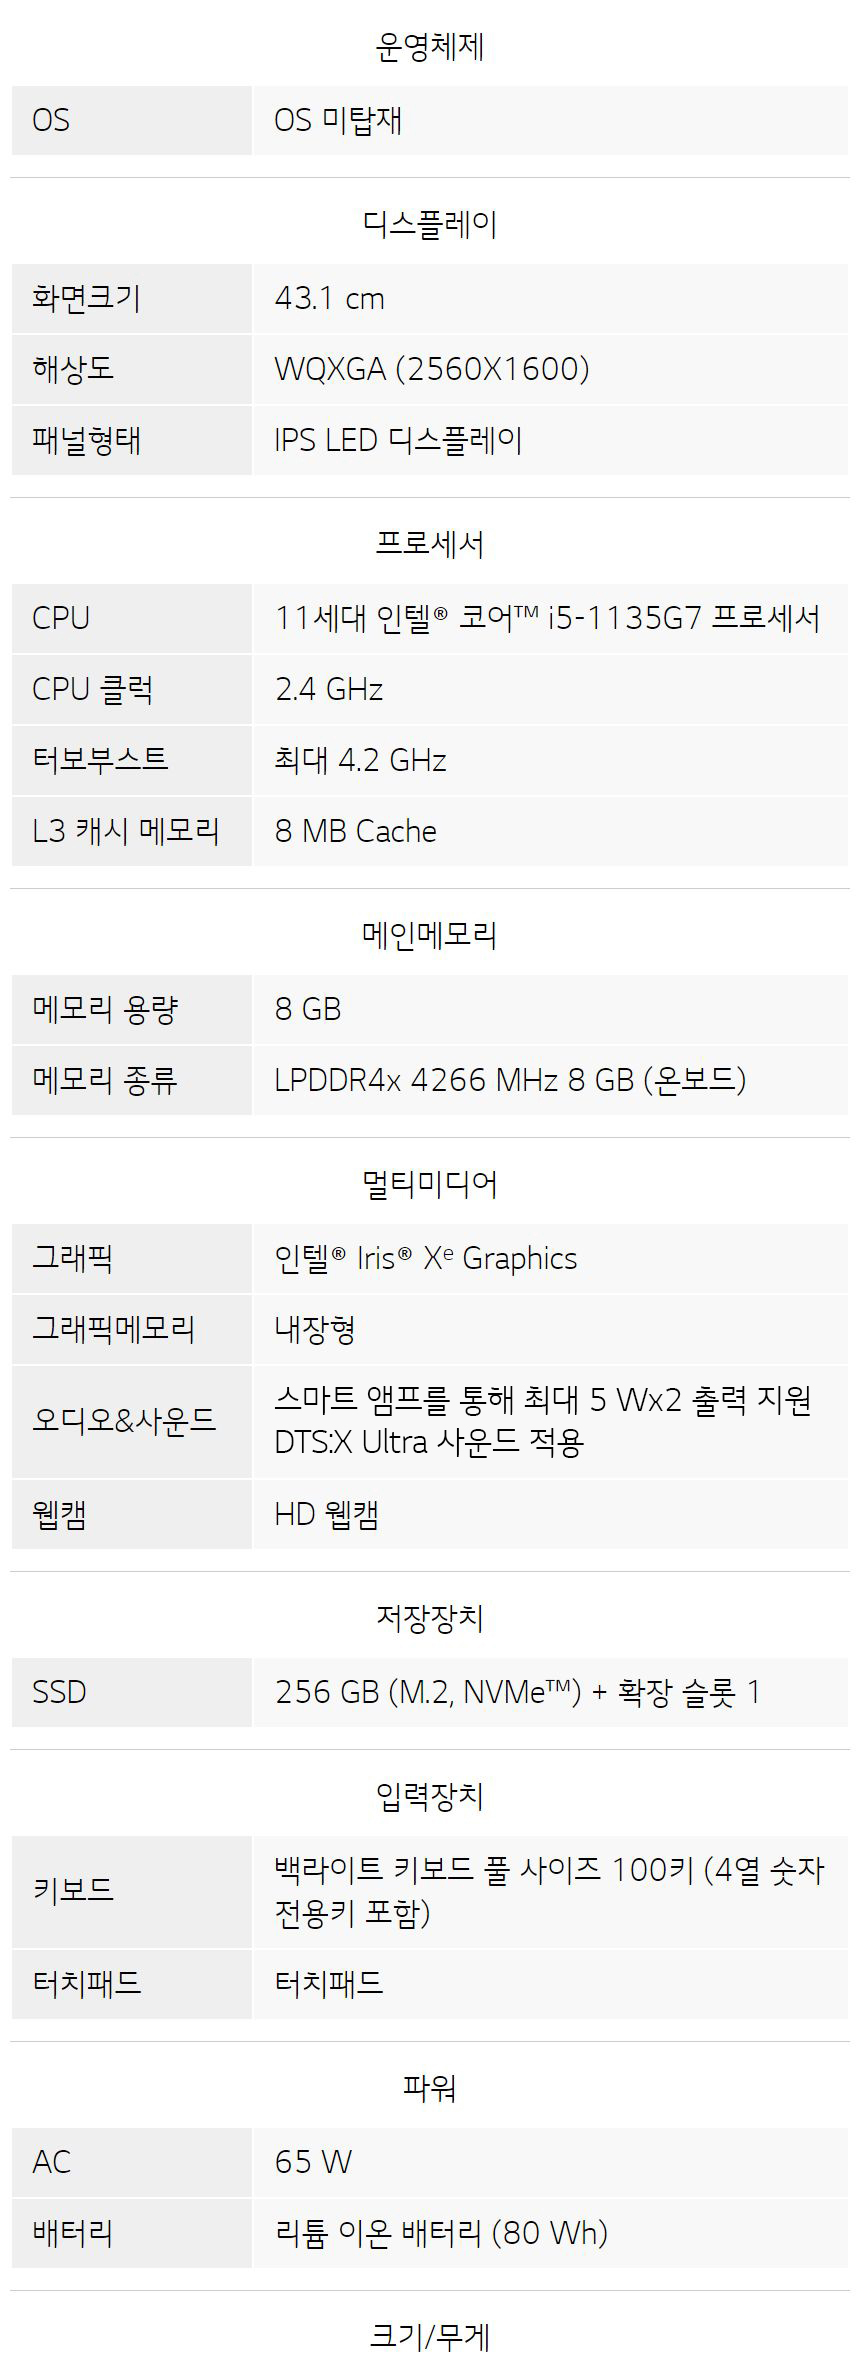 운영체제
OS OS 미탑재
디스플레이
화면크기 43.1 cm
해상도 WQXGA (2560X1600)
패널형태 IPS LED 디스플레이
프로세서
CPU 11세대 인텔® 코어™ i5-1135G7 프로세서
CPU 클럭 2.4 GHz
터보부스트 최대 4.2 GHz
L3 캐시 메모리 8 MB Cache
메인메모리
메모리 용량 8 GB
메모리 종류 LPDDR4x 4266 MHz 8 GB (온보드)
멀티미디어
그래픽 인텔® Iris® Xᵉ Graphics
그래픽메모리 내장형
오디오&사운드 스마트 앰프를 통해 최대 5 Wx2 출력 지원
DTS:X Ultra 사운드 적용
웹캠 HD 웹캠
저장장치
SSD 256 GB (M.2, NVMe™) + 확장 슬롯 1
입력장치
키보드 백라이트 키보드 풀 사이즈 100키 (4열 숫자
전용키 포함)
터치패드 터치패드
파워
AC 65 W
배터리 리튬 이온 배터리 (80 Wh)
크기/무게